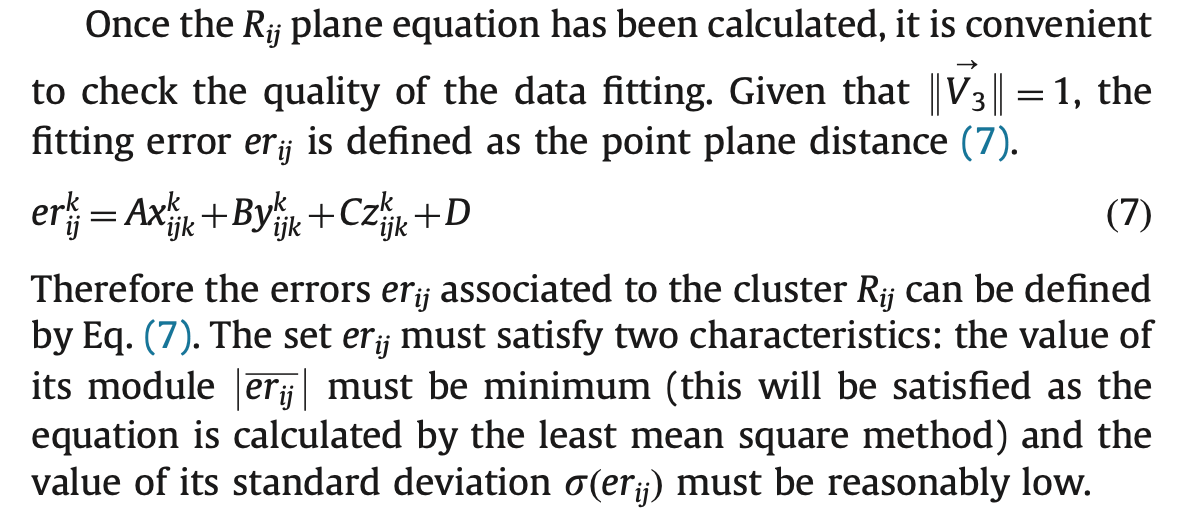 Once the $R_{ij}$ plane equation has been calculated, it is convenient
to check the quality of the data fitting. Given that $\|\overrightarrow{V_3}\| = 1$, the
fitting error $er_{ij}$ is defined as the point plane distance (7).
$er_{ij}^{k} = Ax_{ijk}^{k} + By_{ijk}^{k} + Cz_{ijk}^{k} + D$ (7)
Therefore the errors $er_{ij}$ associated to the cluster $R_{ij}$ can be defined
by Eq. (7). The set $er_{ij}$ must satisfy two characteristics: the value of
its module $|\overline{er_{ij}}|$ must be minimum (this will be satisfied as the
equation is calculated by the least mean square method) and the
value of its standard deviation $\sigma(er_{ij})$ must be reasonably low.